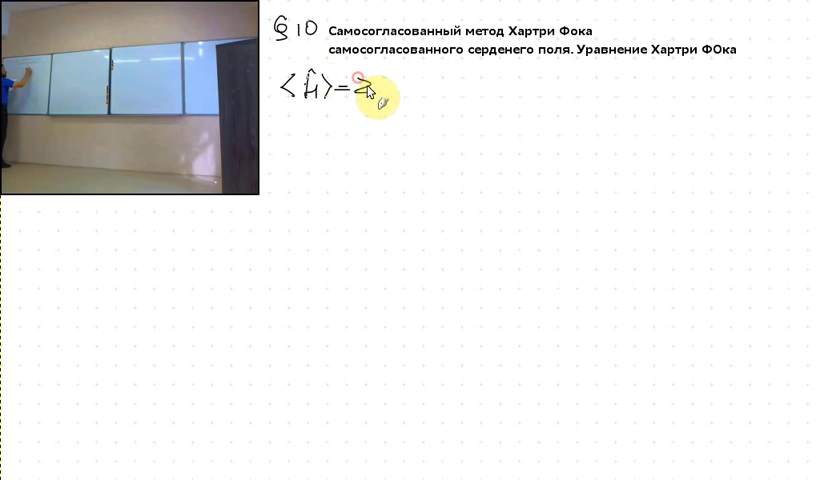 § 10 Самосогласованный метод Хартри Фока
самосогласованного серденего поля. Уравнение Хартри ФОка
<Ĥ> =